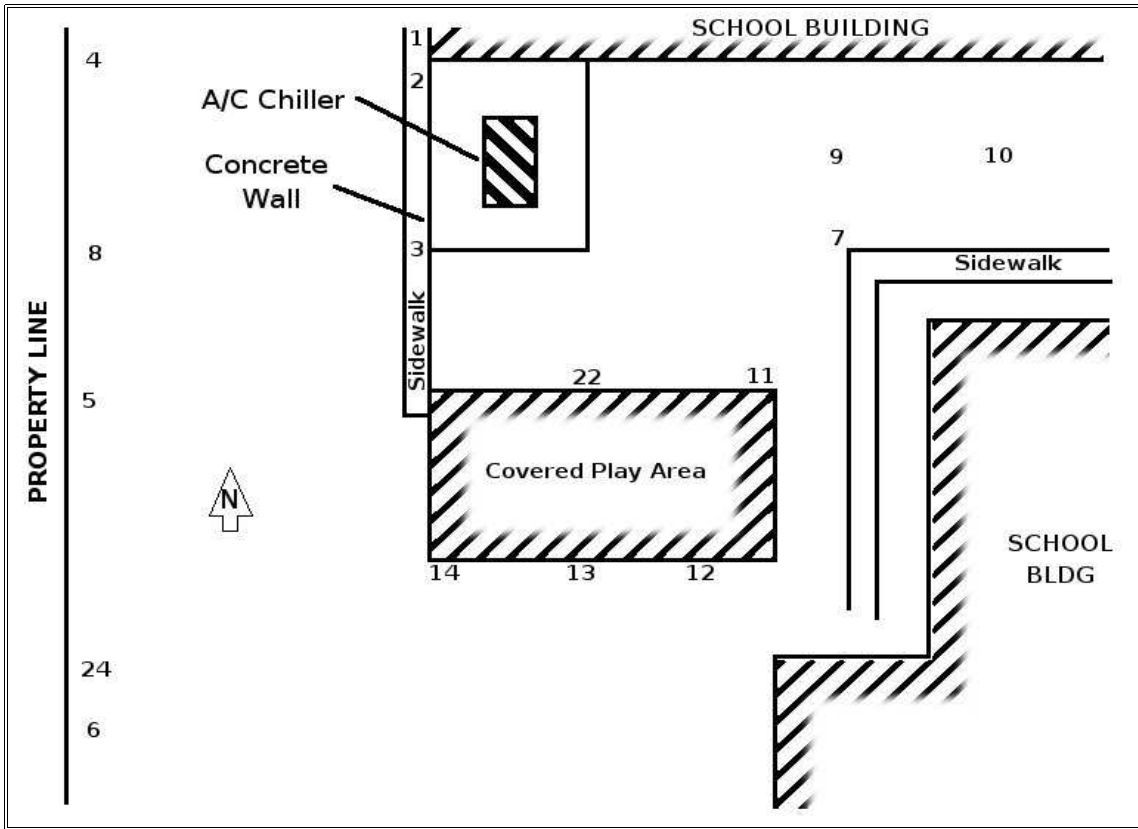 SCHOOL BUILDING
1
4
2
A/C Chiller
9
10
Concrete
Wall
7
3
8
Sidewalk
PROPERTY LINE
Sidewalk
22
11
5
Covered Play Area
N
SCHOOL
BLDG
14
13
12
24
6